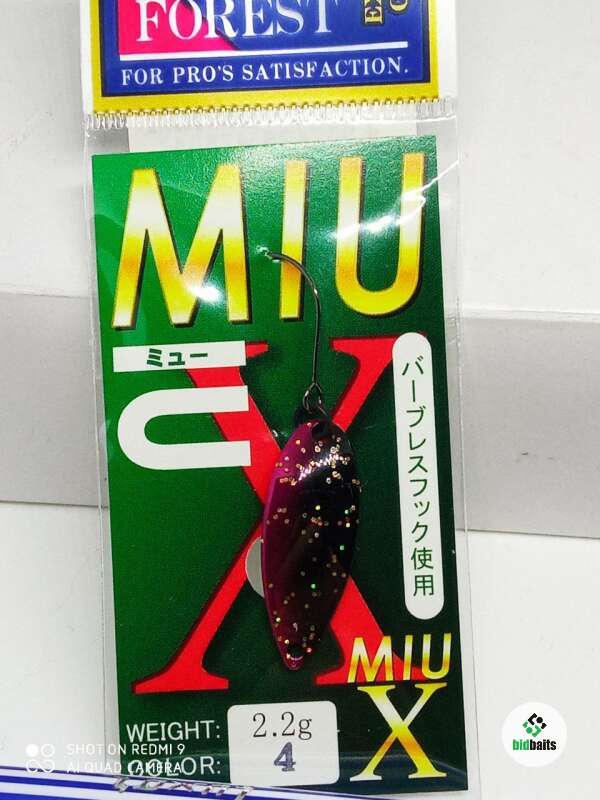 FOREST
FOR PRO'S SATISFACTION.
MIU
ミュー
X
バーブレスフック使用
MIU
X
WEIGHT: 2.2g
COLOR: 4
SHOT ON REDMI 9
AI QUAD CAMERA
bidbaits